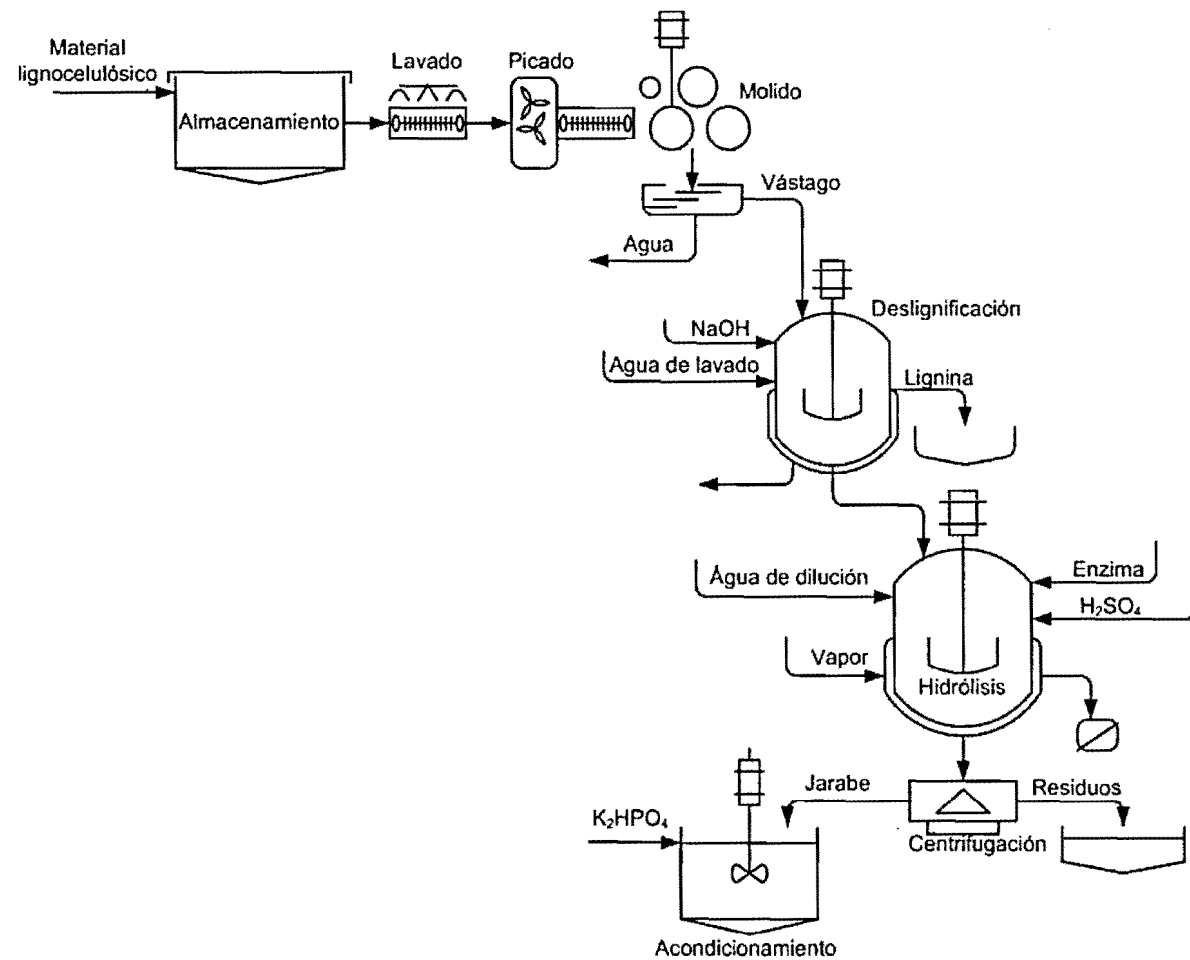 Material
lignocelulósico
Almacenamiento
Lavado
Picado
Molido
Vástago
Agua
Deslignificación
NaOH
Agua de lavado
Lignina
Água de dilución
Enzima
H₂SO₄
Vapor
Hidrólisis
Jarabe
Residuos
K₂HPO₄
Centrifugación
Acondicionamiento